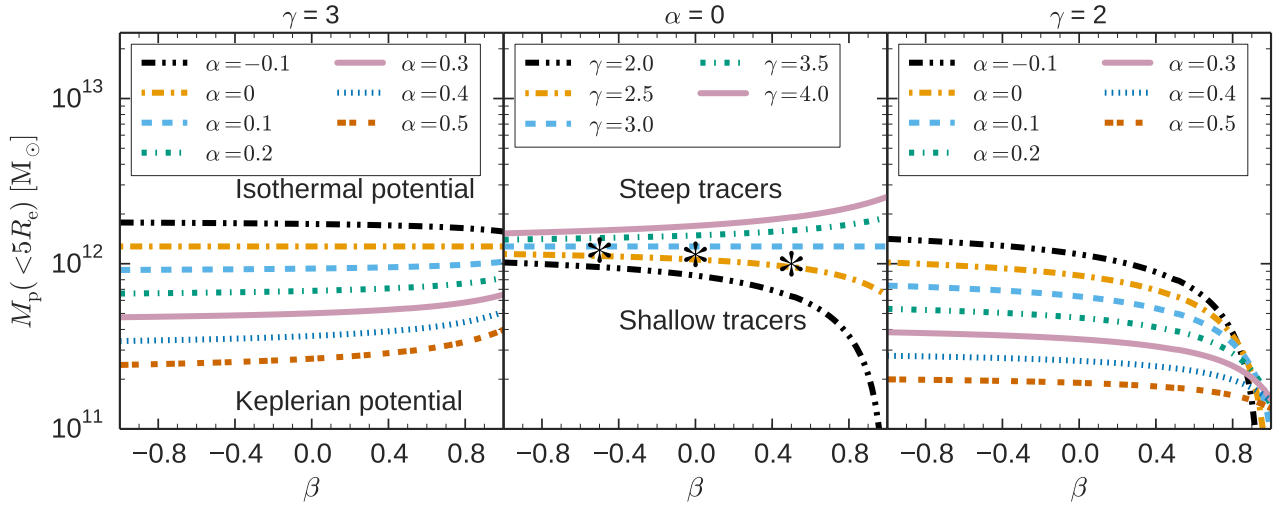 γ = 3
α = 0
γ = 2
M_p(<5R_e) [M_⊙]
10^13
10^12
10^11
α=−0.1
α=0
α=0.1
α=0.2
α=0.3
α=0.4
α=0.5
Isothermal potential
Keplerian potential
γ=2.0
γ=2.5
γ=3.0
γ=3.5
γ=4.0
Steep tracers
Shallow tracers
α=−0.1
α=0
α=0.1
α=0.2
α=0.3
α=0.4
α=0.5
−0.8 −0.4 0.0 0.4 0.8
−0.8 −0.4 0.0 0.4 0.8
−0.8 −0.4 0.0 0.4 0.8
β
β
β